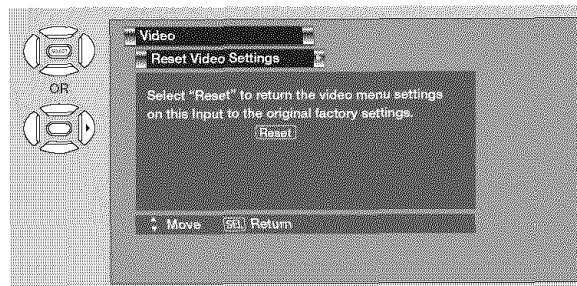 SELECT
OR
Video
Reset Video Settings
Select “Reset” to return the video menu settings
on this Input to the original factory settings.
Reset
Move SEL Return